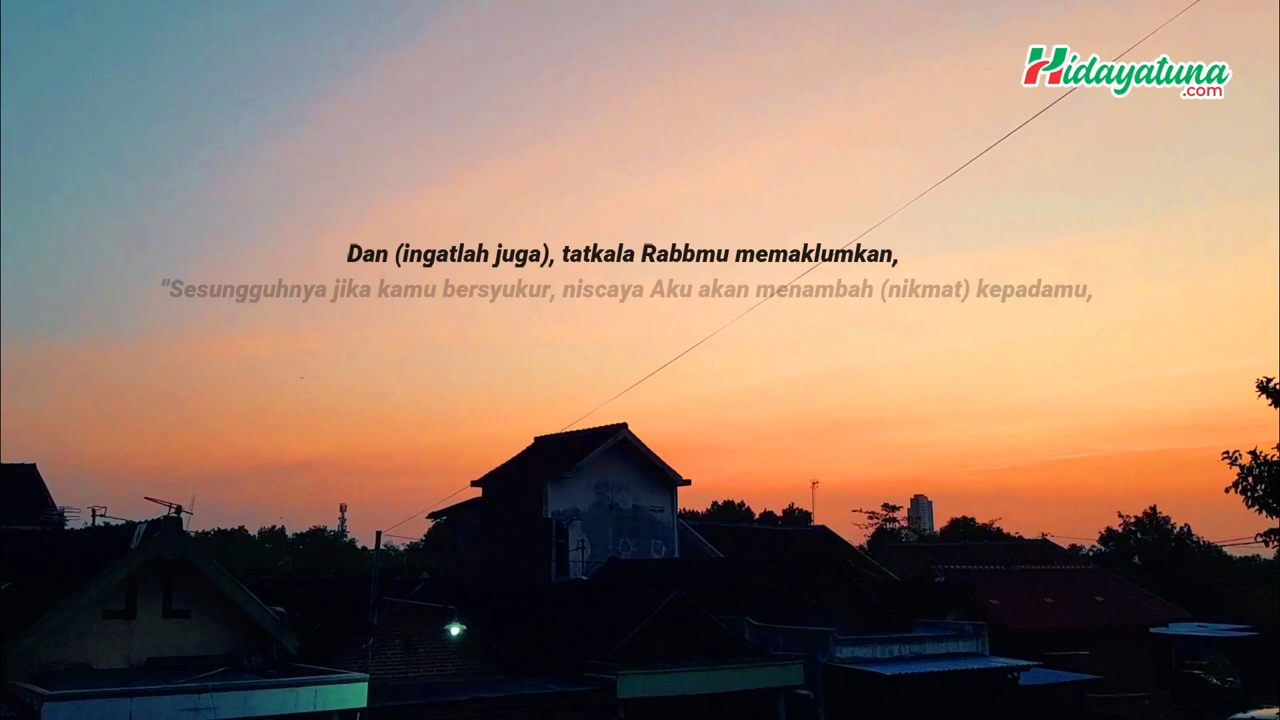 Hidayatuna
.com
Dan (ingatlah juga), tatkala Rabbmu memaklumkan,
"Sesungguhnya jika kamu bersyukur, niscaya Aku akan menambah (nikmat) kepadamu,